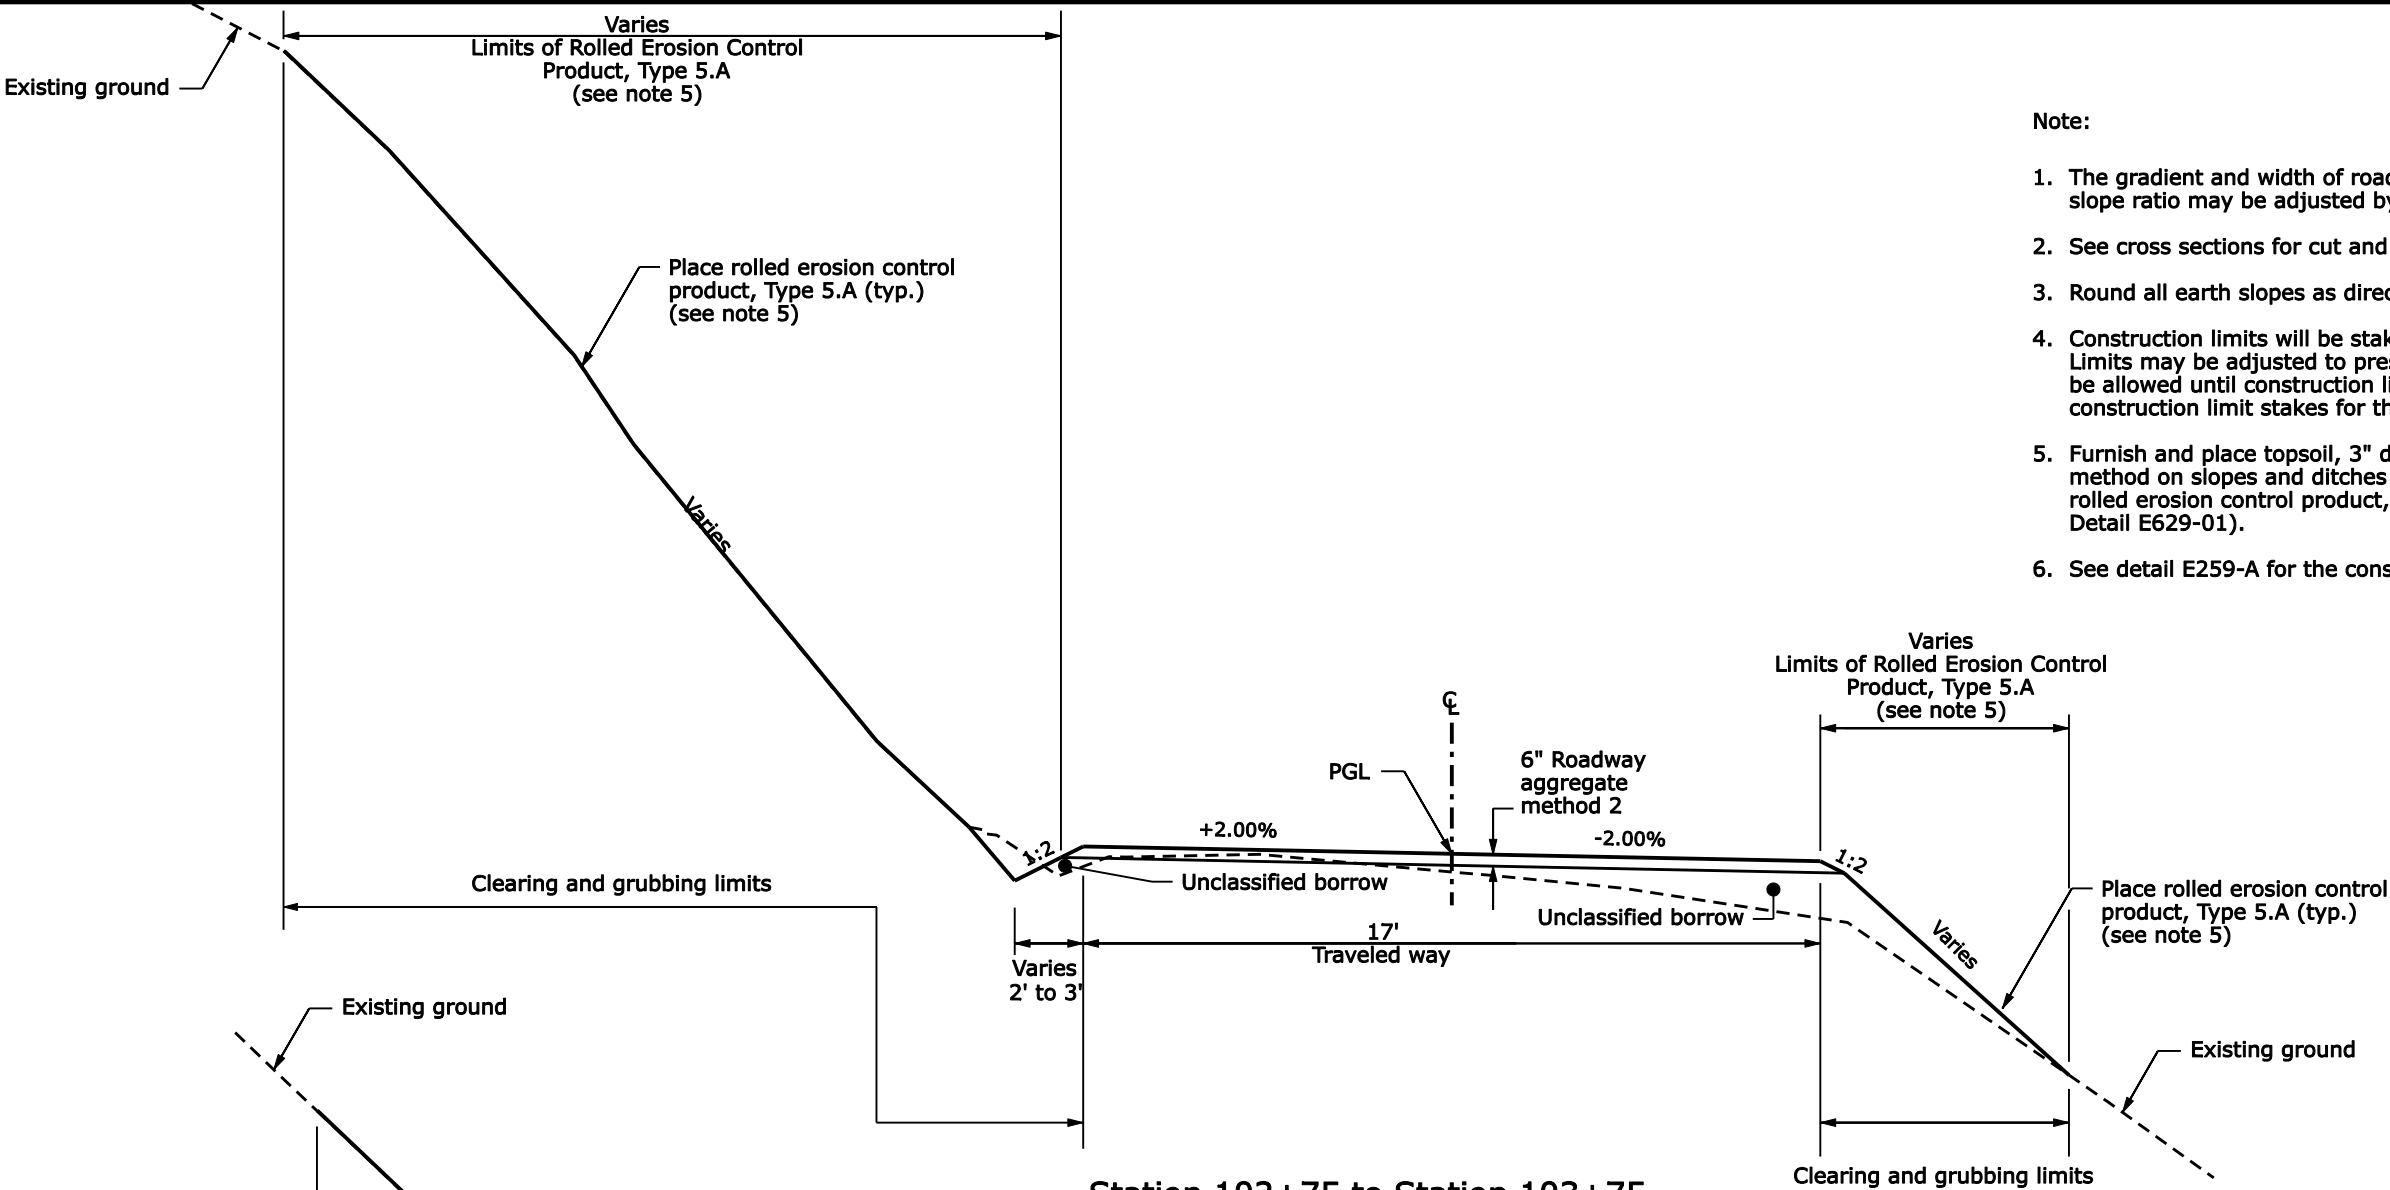 Varies
Limits of Rolled Erosion Control
Product, Type 5.A
(see note 5)
Existing ground
Note:
1. The gradient and width of road
slope ratio may be adjusted by
2. See cross sections for cut and
3. Round all earth slopes as direc
4. Construction limits will be stak
Limits may be adjusted to pres
be allowed until construction li
construction limit stakes for th
5. Furnish and place topsoil, 3" d
method on slopes and ditches
rolled erosion control product,
Detail E629-01).
6. See detail E259-A for the cons
Place rolled erosion control
product, Type 5.A (typ.)
(see note 5)
Varies
Varies
Limits of Rolled Erosion Control
Product, Type 5.A
(see note 5)
℄
PGL
6" Roadway
aggregate
method 2
+2.00%
-2.00%
1:2
1:2
Clearing and grubbing limits
Unclassified borrow
Unclassified borrow
Place rolled erosion control
product, Type 5.A (typ.)
(see note 5)
Varies
17'
Traveled way
Varies
2' to 3'
Existing ground
Existing ground
Clearing and grubbing limits
Station 102+75 to Station 103+75